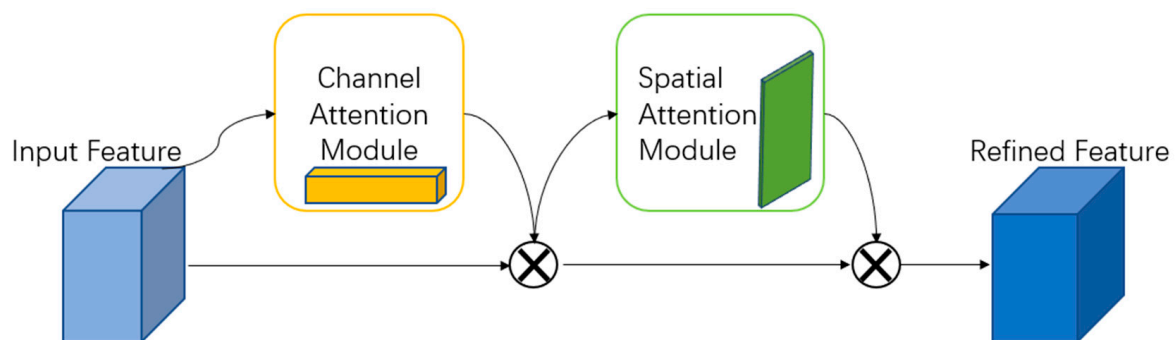 Input Feature
Channel
Attention
Module
Spatial
Attention
Module
Refined Feature